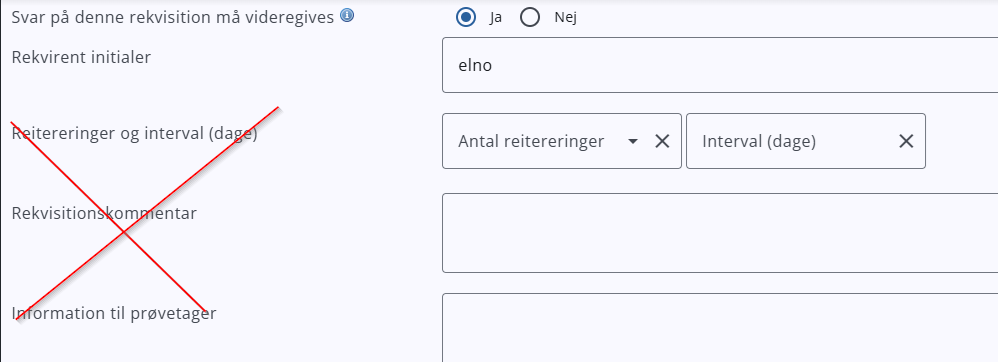 Svar på denne rekvisition må videregives Ja Nej
Rekvirent initialer elno
Reitereringer og interval (dage) Antal reitereringer Interval (dage)
Rekvisitionskommentar
Information til prøvetager